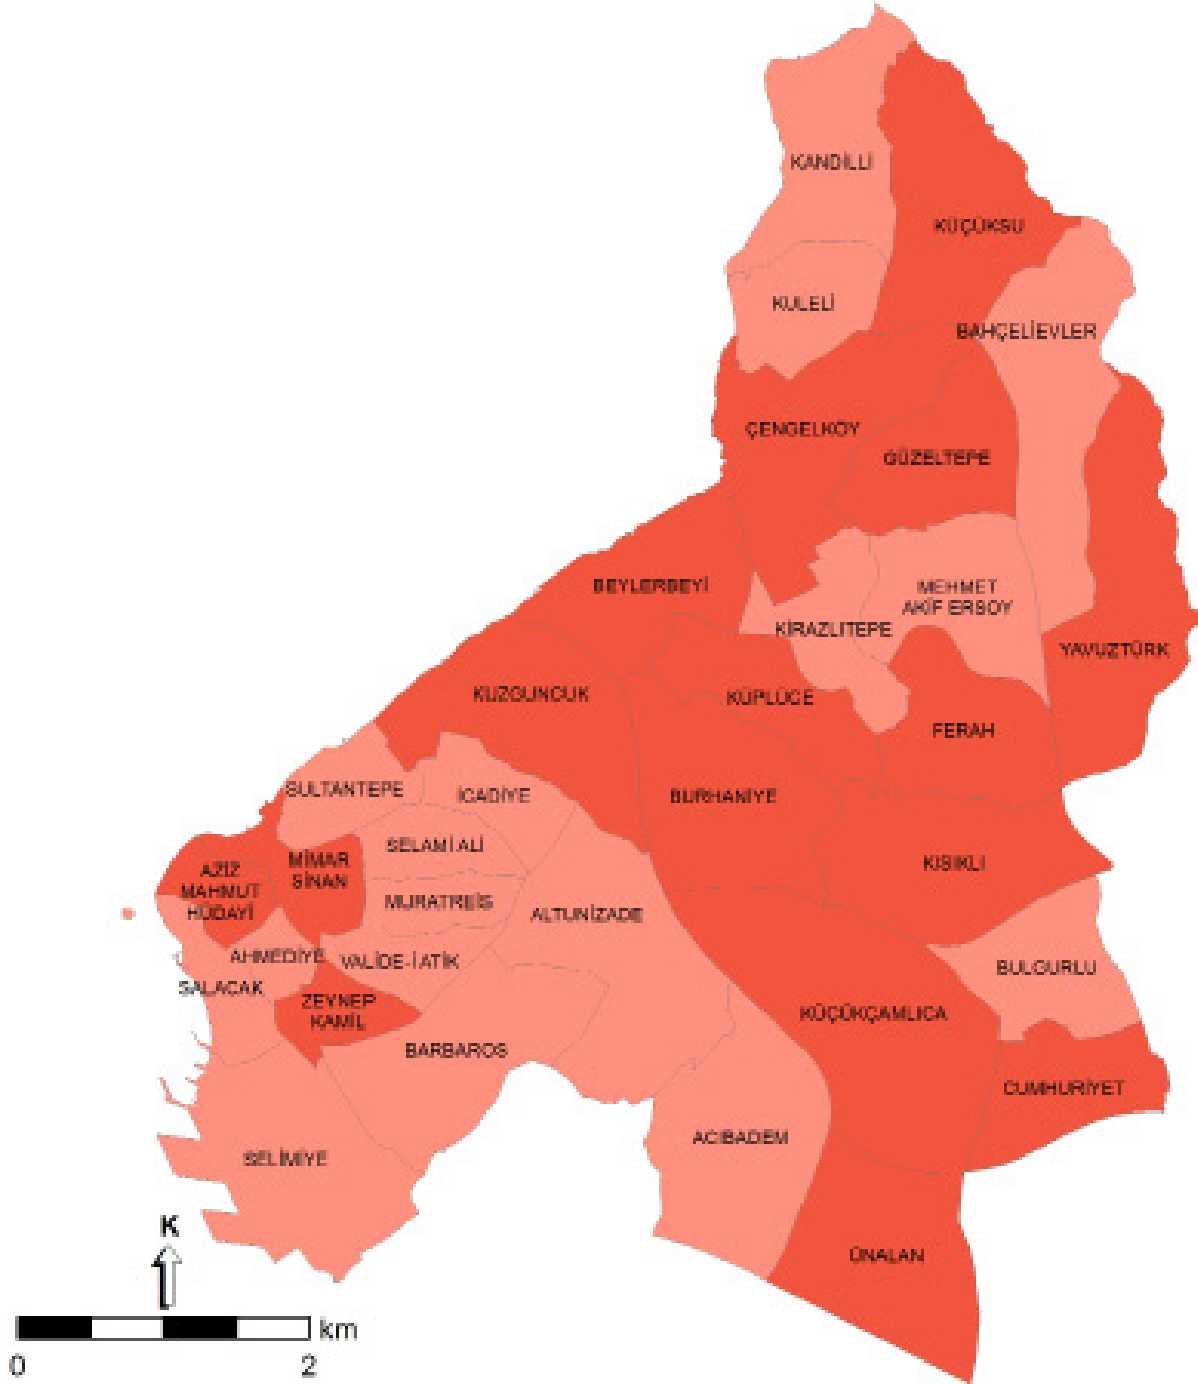 KANDİLLİ
KÜÇÜKSU
KULELİ
BAHÇELİEVLER
ÇENGELKÖY
GÜZELTEPE
BEYLERBEYİ
MEHMET
AKİF ERSOY
KİRAZLITEPE
YAVUZTÜRK
KUZGUNCUK
KÜPLÜCE
FERAH
SULTANTEPE
İCADİYE
BURHANİYE
SELAMİ ALİ
MİMAR
SİNAN
KISIKLI
AZİZ
MAHMUT
HÜDAYİ
MURATREİS
ALTUNİZADE
AHMEDİYE
VALİDE-İ ATİK
BULGURLU
SALACAK
ZEYNEP
KAMİL
KÜÇÜKÇAMLICA
BARBAROS
CUMHURİYET
ACIBADEM
SELİMİYE
K
ÜNALAN
km
0 2